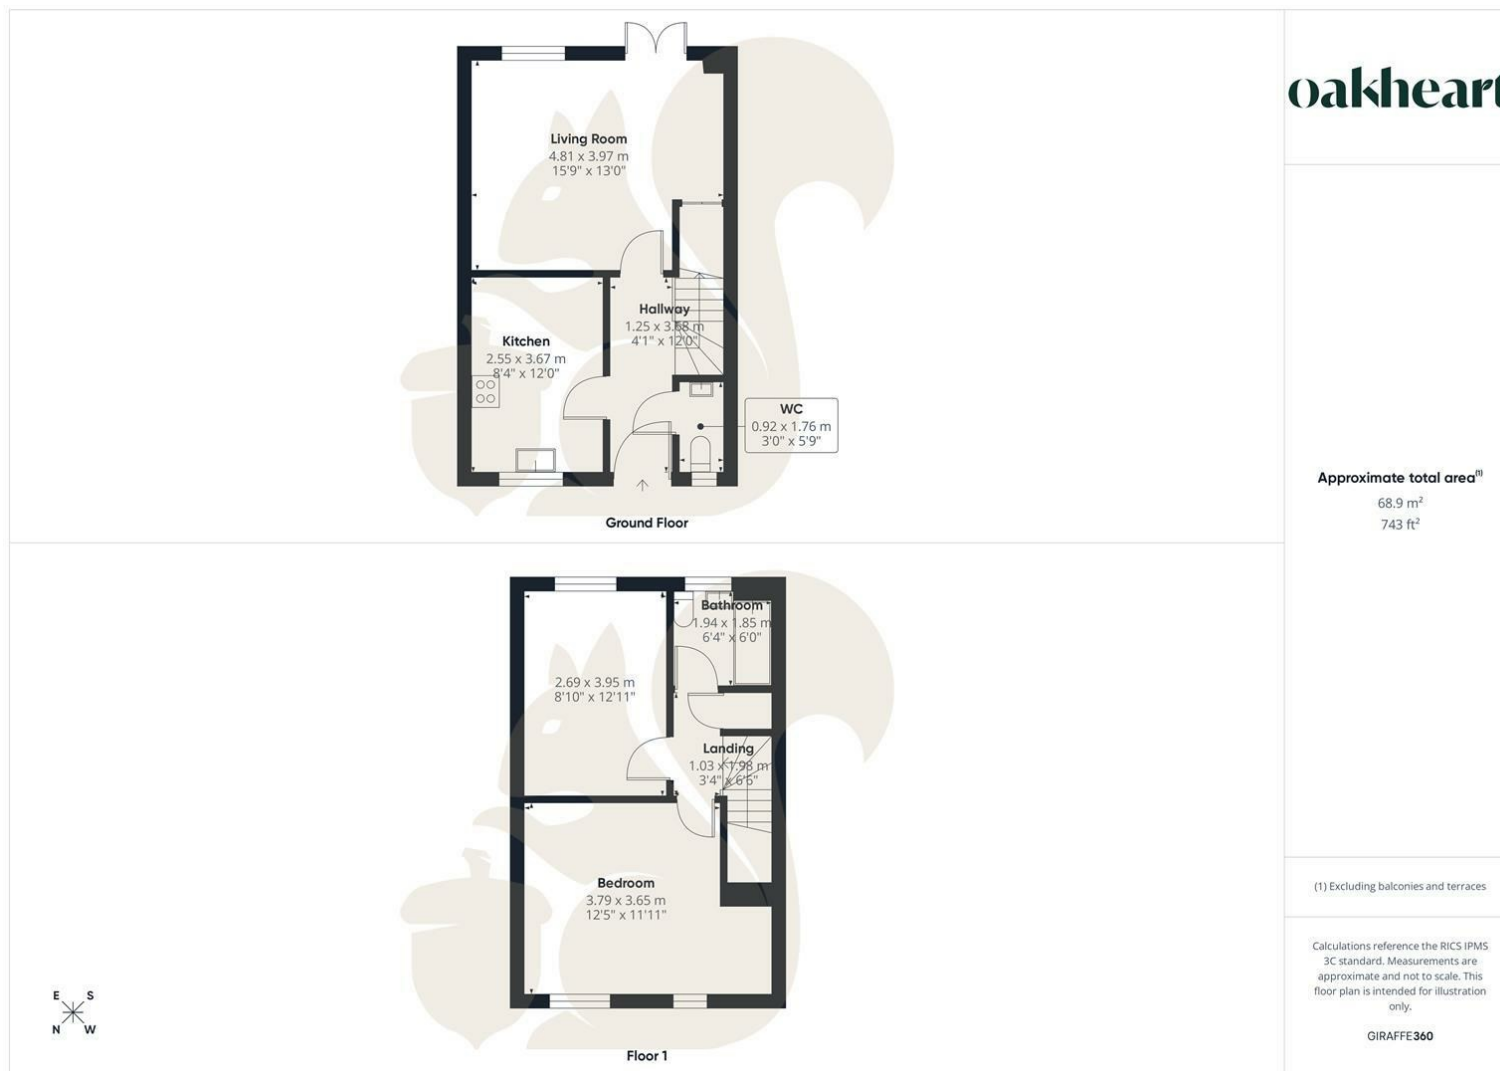 Living Room
4.81 x 3.97 m
15'9" x 13'0"
Hallway
1.25 x 3.68 m
4'1" x 12'0"
Kitchen
2.55 x 3.67 m
8'4" x 12'0"
WC
0.92 x 1.76 m
3'0" x 5'9"
Ground Floor
Bathroom
1.94 x 1.85 m
6'4" x 6'0"
2.69 x 3.95 m
8'10" x 12'11"
Landing
1.03 x 1.98 m
3'4" x 6'6"
Bedroom
3.79 x 3.65 m
12'5" x 11'11"
E S
N W
Floor 1
oakheart
Approximate total area(1)
68.9 m²
743 ft²
(1) Excluding balconies and terraces
Calculations reference the RICS IPMS
3C standard. Measurements are
approximate and not to scale. This
floor plan is intended for illustration
only.
GIRAFFE360